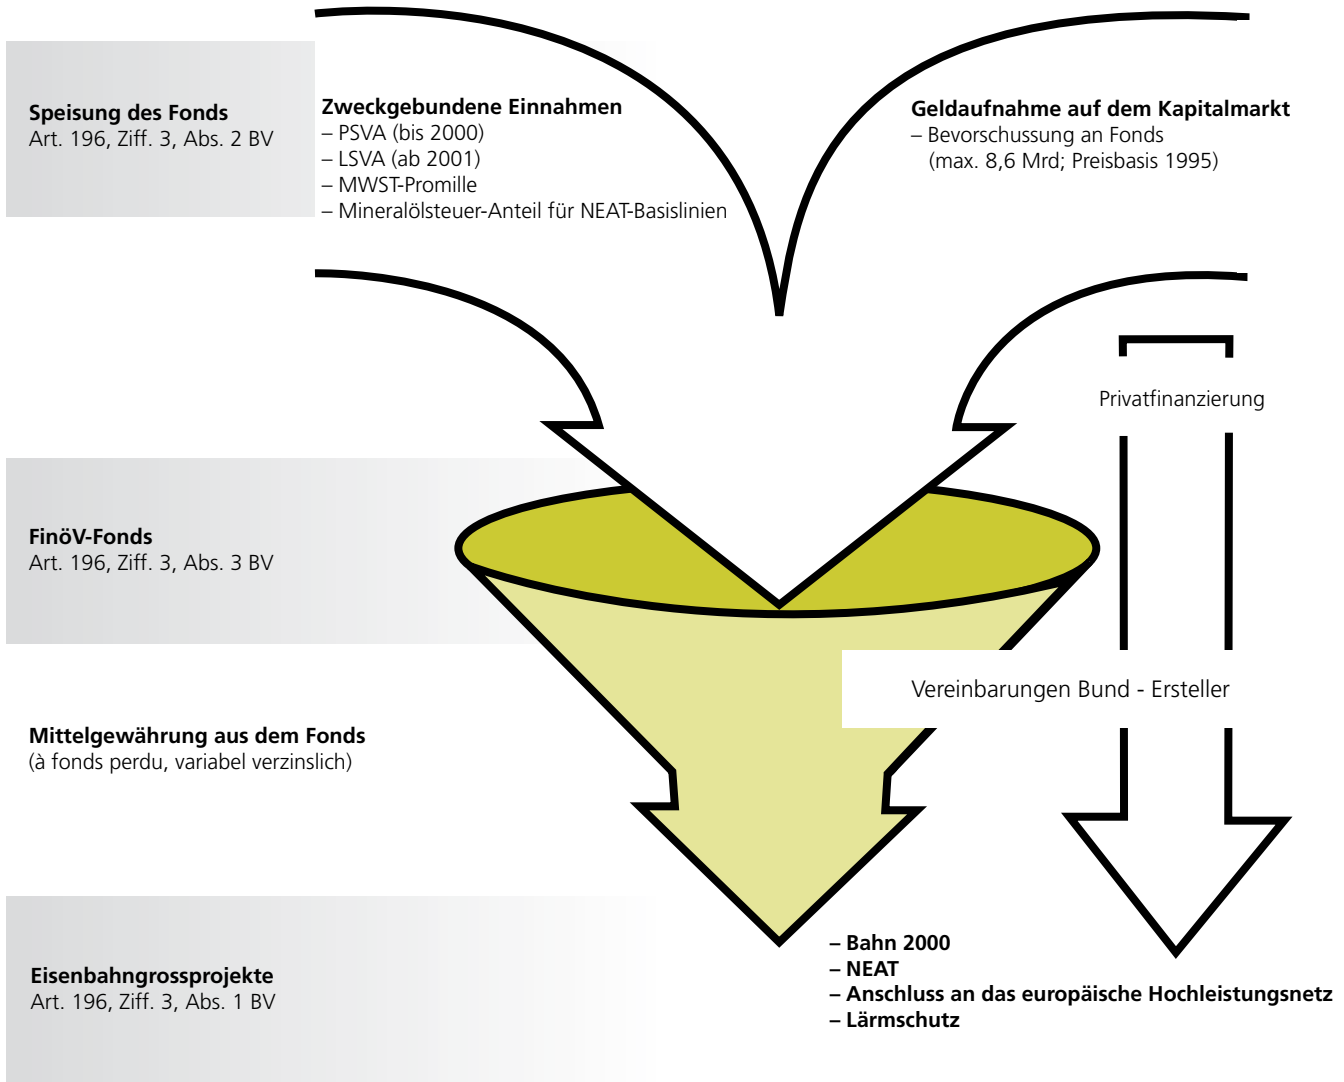 Speisung des Fonds
Art. 196, Ziff. 3, Abs. 2 BV
Zweckgebundene Einnahmen
– PSVA (bis 2000)
– LSVA (ab 2001)
– MWST-Promille
– Mineralölsteuer-Anteil für NEAT-Basislinien
Geldaufnahme auf dem Kapitalmarkt
– Bevorschussung an Fonds
(max. 8,6 Mrd; Preisbasis 1995)
Privatfinanzierung
FinöV-Fonds
Art. 196, Ziff. 3, Abs. 3 BV
Vereinbarungen Bund - Ersteller
Mittelgewährung aus dem Fonds
(à fonds perdu, variabel verzinslich)
Eisenbahngrossprojekte
Art. 196, Ziff. 3, Abs. 1 BV
– Bahn 2000
– NEAT
– Anschluss an das europäische Hochleistungsnetz
– Lärmschutz